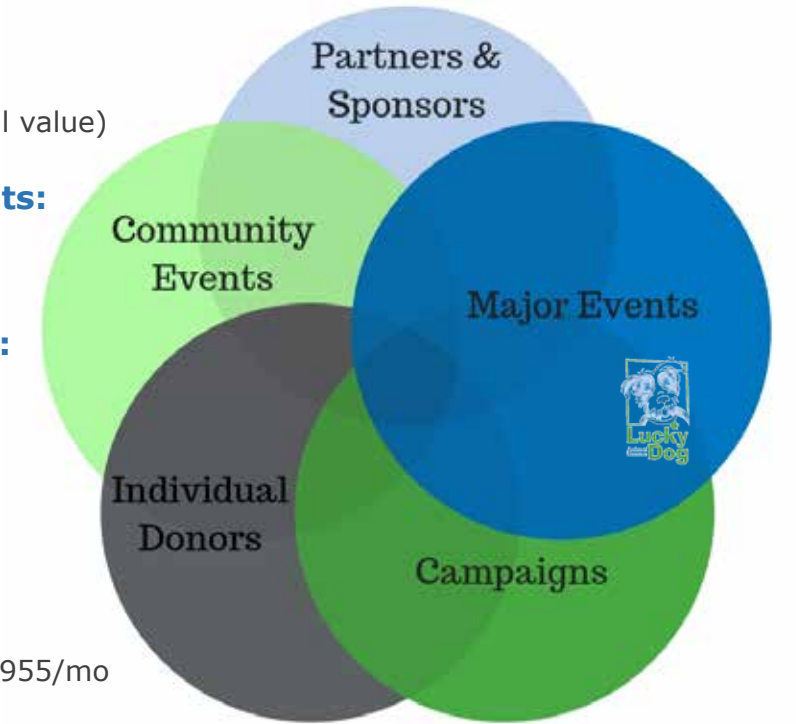 Partners &
Sponsors
l value)
ts:
Community
Events
Major Events
:
Lucky
Dog
Individual
Donors
Campaigns
955/mo